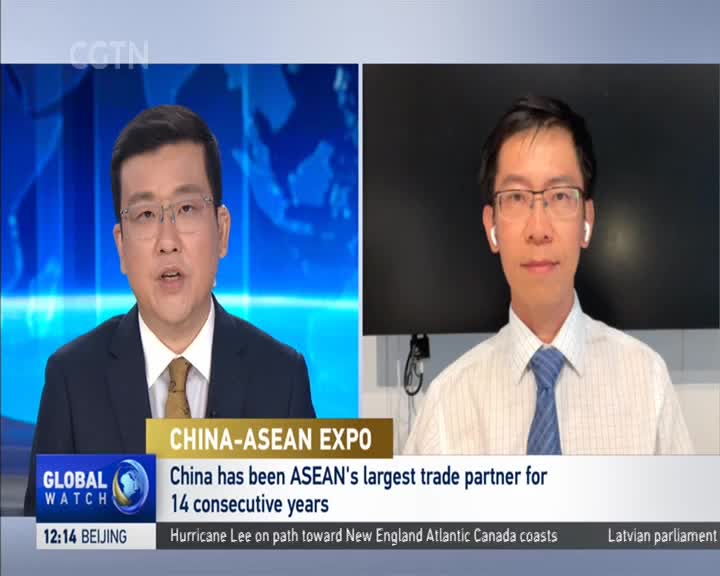 CGTN
CHINA-ASEAN EXPO
GLOBAL
WATCH
China has been ASEAN's largest trade partner for
14 consecutive years
12:14 BEIJING
Hurricane Lee on path toward New England Atlantic Canada coasts
Latvian parliament